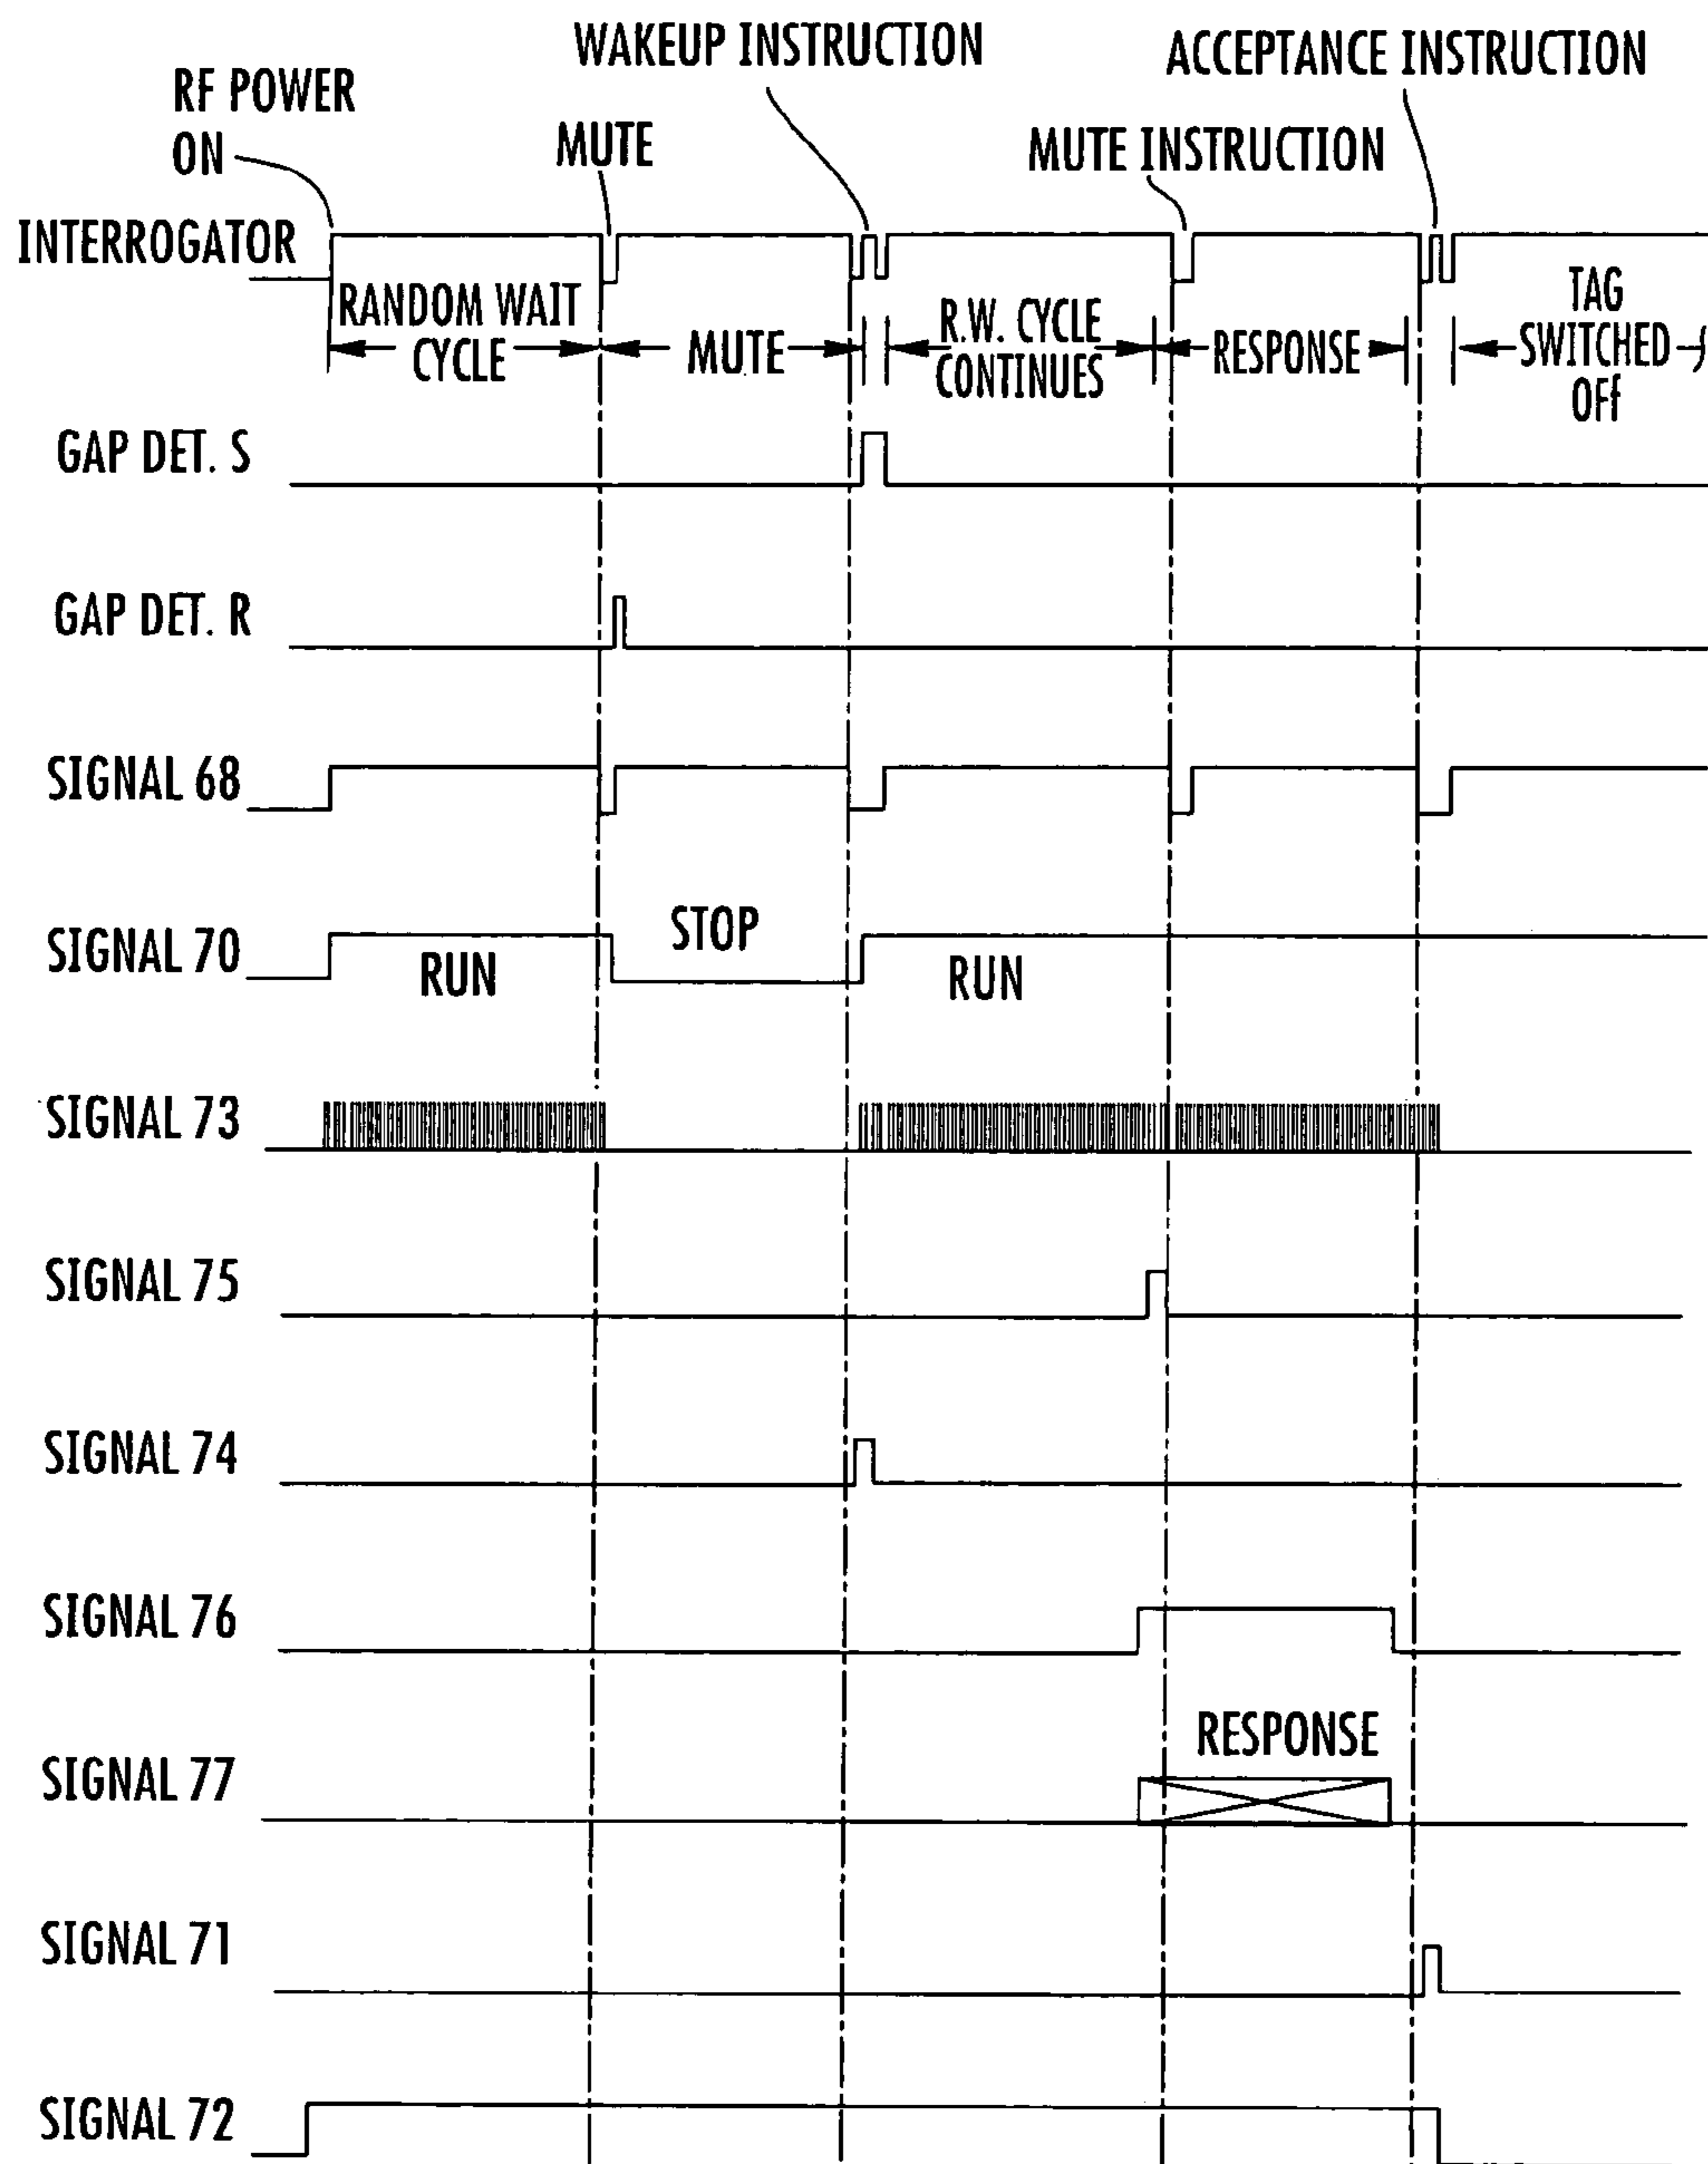 WAKEUP INSTRUCTION
ACCEPTANCE INSTRUCTION
RF POWER
ON
MUTE
MUTE INSTRUCTION
INTERROGATOR
RANDOM WAIT
CYCLE
MUTE
R.W. CYCLE
CONTINUES
RESPONSE
TAG
SWITCHED
OFf
GAP DET. S
GAP DET. R
SIGNAL 68
SIGNAL 70
RUN
STOP
RUN
SIGNAL 73
SIGNAL 75
SIGNAL 74
SIGNAL 76
RESPONSE
SIGNAL 77
SIGNAL 71
SIGNAL 72